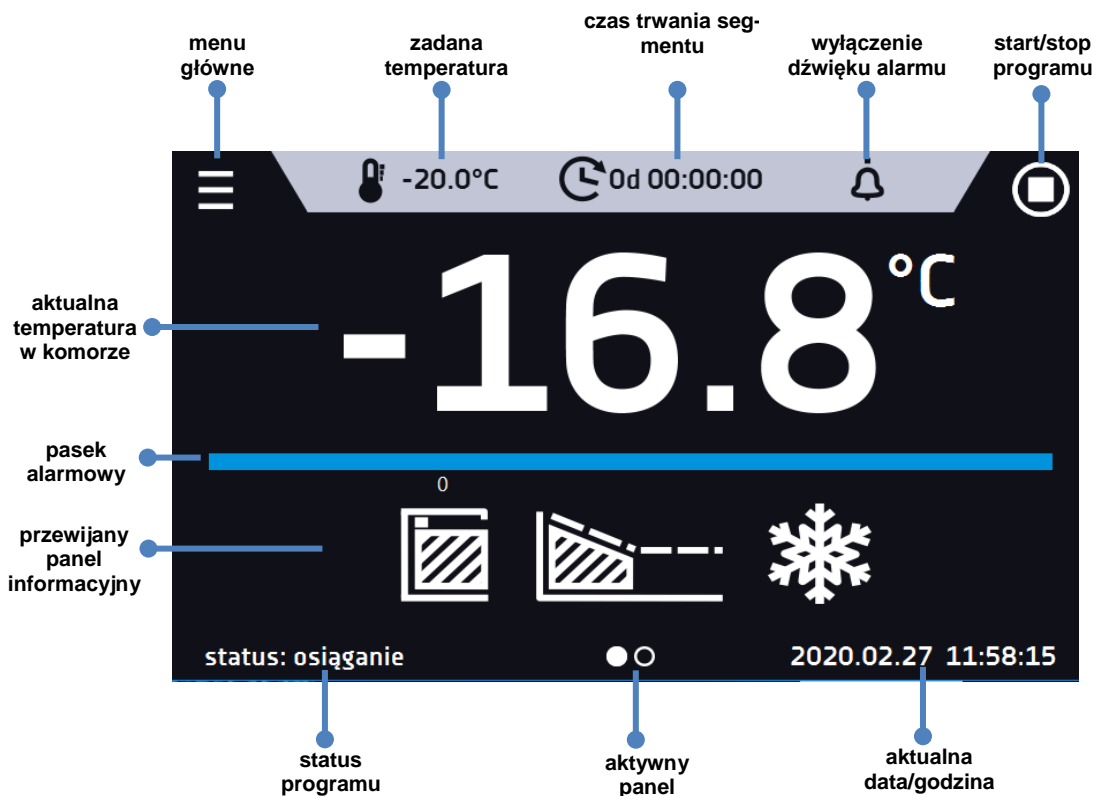 czas trwania seg-
mentu
menu
główne
zadana
temperatura
wyłączenie
dźwięku alarmu
start/stop
programu
-20.0°C
0d 00:00:00
-16.8°C
aktualna
temperatura
w komorze
pasek
alarmowy
0
przewijany
panel
informacyjny
status: osiąganie
2020.02.27 11:58:15
status
programu
aktywny
panel
aktualna
data/godzina